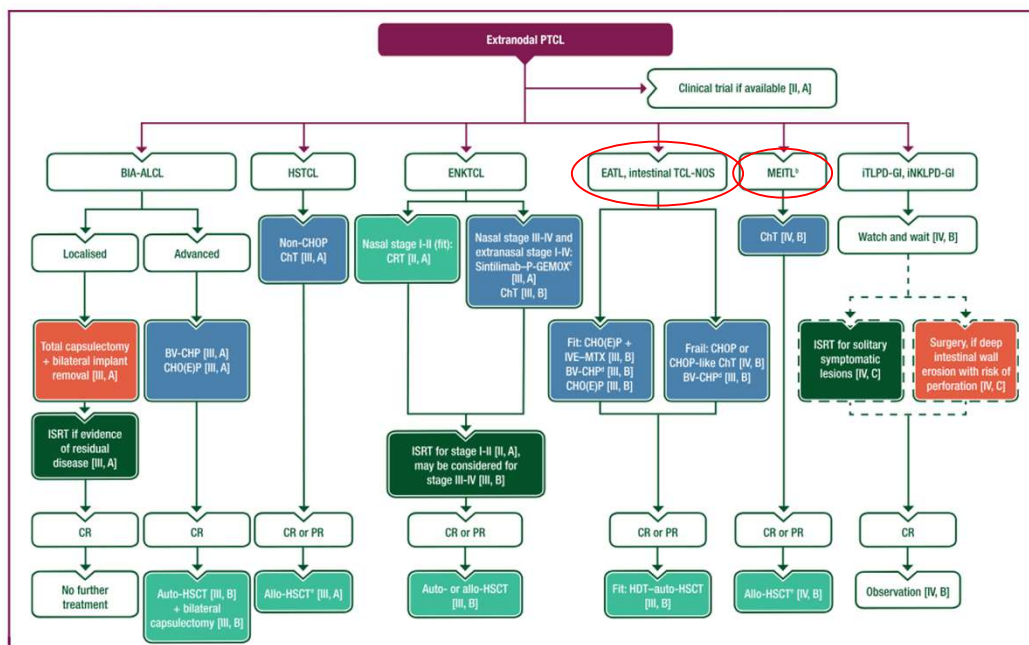 Extranodal PTCL
Clinical trial if available [II, A]
BIA-ALCL
HSTCL
ENKTCL
EATL, intestinal TCL-NOS
MEITLᵇ
iTLPD-GI, iNKLPD-GI
Localised
Advanced
Non-CHOP
ChT [III, A]
Nasal stage I-II (fit):
CRT [II, A]
Nasal stage III-IV and
extranasal stage I-IV:
Sintilimab–P-GEMOXᶜ
[III, A]
ChT [III, B]
ChT [IV, B]
Watch and wait [IV, B]
Total capsulectomy
+ bilateral implant
removal [III, A]
BV-CHP [III, A]
CHO(E)P [III, A]
Fit: CHO(E)P +
IVE–MTX [III, B]
BV-CHPᵈ [III, B]
CHO(E)P [III, B]
Frail: CHOP or
CHOP-like ChT [IV, B]
BV-CHPᵈ [III, B]
ISRT for solitary
symptomatic
lesions [IV, C]
Surgery, if deep
intestinal wall
erosion with risk of
perforation [IV, C]
ISRT if evidence
of residual
disease [III, A]
ISRT for stage I-II [II, A],
may be considered for
stage III-IV [III, B]
CR
CR
CR or PR
CR or PR
CR or PR
CR or PR
CR
No further
treatment
Auto-HSCT [III, B]
+ bilateral
capsulectomy [III, B]
Allo-HSCTᵉ [III, A]
Auto- or allo-HSCT
[III, B]
Fit: HDT–auto-HSCT
[III, B]
Allo-HSCTᵉ [IV, B]
Observation [IV, B]